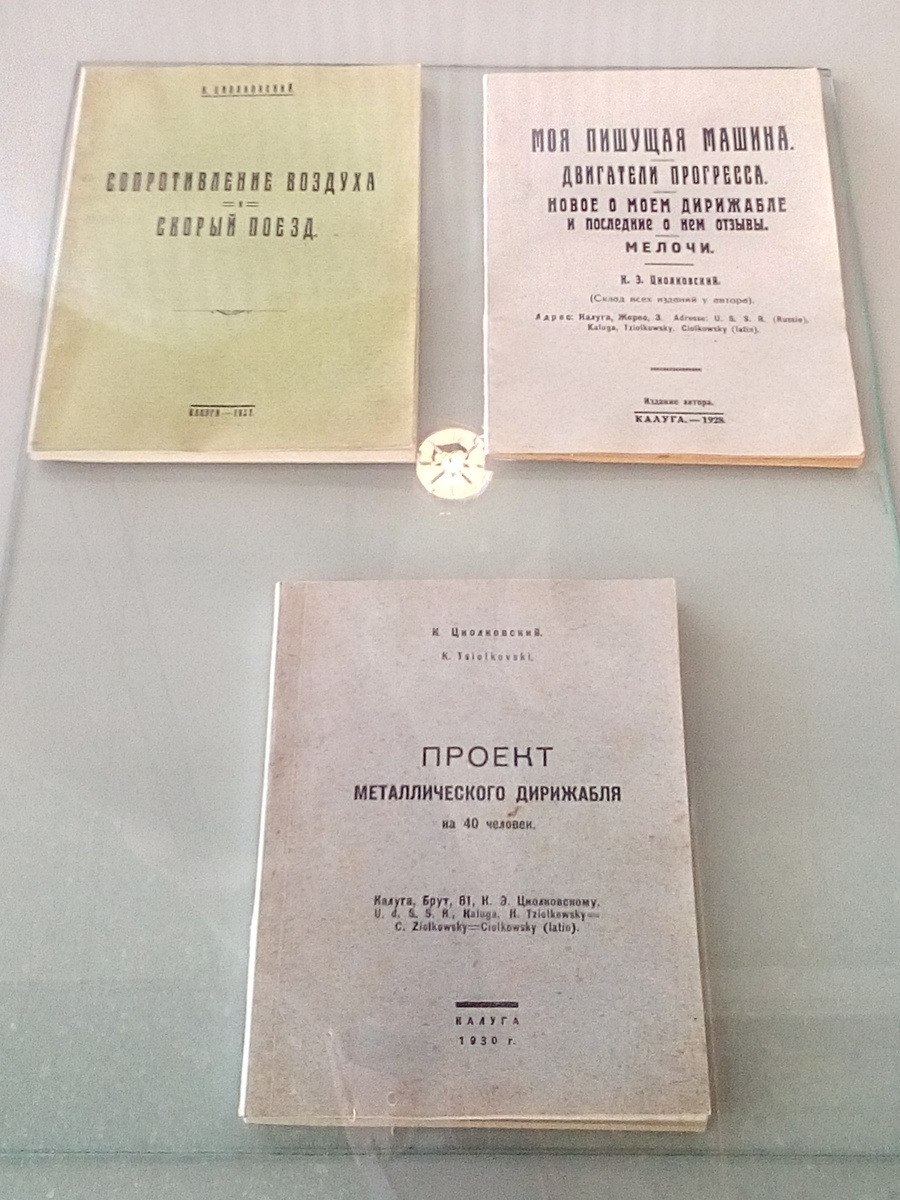 К. ЦИОЛКОВСКИЙ.
СОПРОТИВЛЕНИЕ ВОЗДУХА
И
СКОРЫЙ ПОЕЗД.
КАЛУГА—1927.
МОЯ ПИШУЩАЯ МАШИНА.
ДВИГАТЕЛИ ПРОГРЕССА.
НОВОЕ О МОЕМ ДИРИЖАБЛЕ
И ПОСЛЕДНИЕ О НЕМ ОТЗЫВЫ.
МЕЛОЧИ.
К. Э. Циолковский.
(Склад всех изданий у автора).
Адрес: Калуга, Жорес, 3. Adresse: U. S. S. R. (Russie),
Kaluga, Tziolkowsky. Ciolkowsky (latin).
Издание автора.
КАЛУГА.—1928.
К. Циолковский.
K. Tsiolkovski.
ПРОЕКТ
МЕТАЛЛИЧЕСКОГО ДИРИЖАБЛЯ
на 40 человек.
Калуга, Брут, 81, К. Э. Циолковскому.
U. d. S. S. R., Kaluga, K. Tziolkowsky=
C. Ziolkowsky=Ciolkowsky (latin).
КАЛУГА
1930 г.